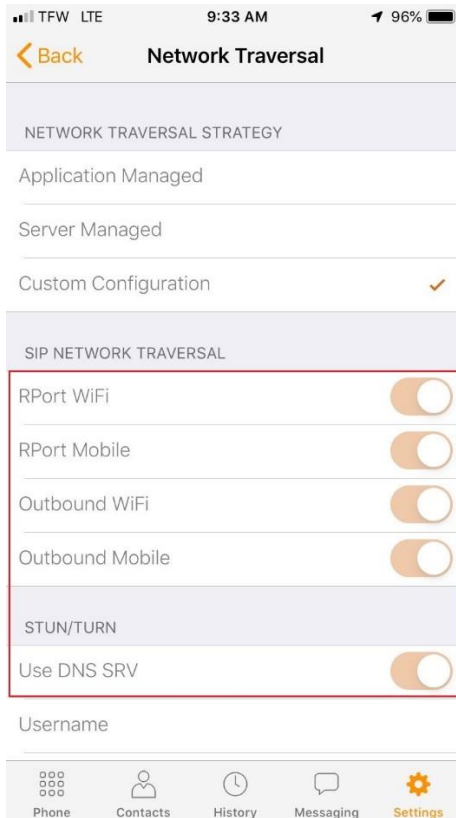 TFW LTE 9:33 AM 96%
Back Network Traversal
NETWORK TRAVERSAL STRATEGY
Application Managed
Server Managed
Custom Configuration
SIP NETWORK TRAVERSAL
RPort WiFi
RPort Mobile
Outbound WiFi
Outbound Mobile
STUN/TURN
Use DNS SRV
Username
Phone Contacts History Messaging Settings